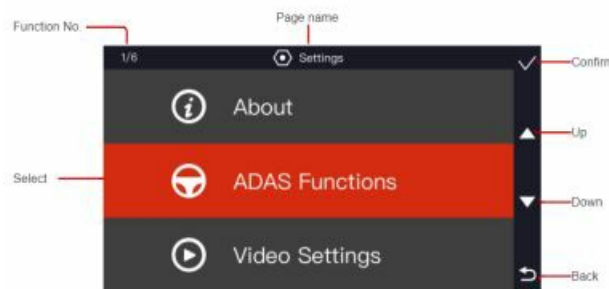 Page name
Function No.
1/6
Settings
Confirm
About
Up
Select
ADAS Functions
Down
Video Settings
Back